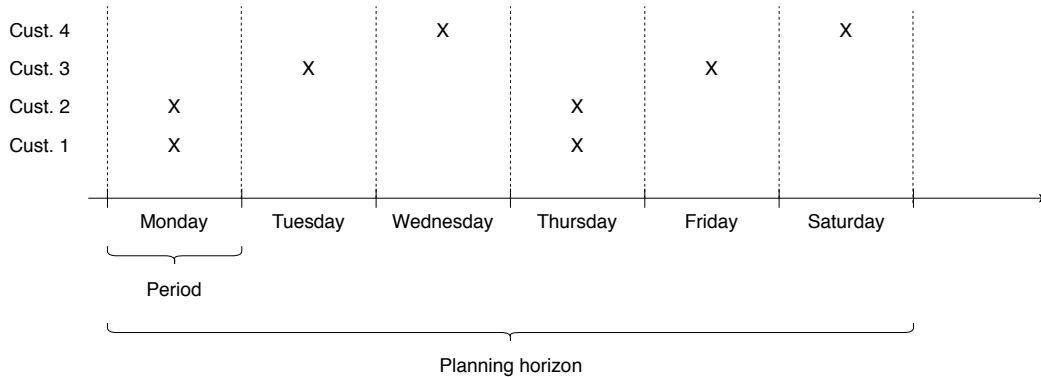 Cust. 4 X X
Cust. 3 X X
Cust. 2 X X
Cust. 1 X X
Monday Tuesday Wednesday Thursday Friday Saturday
Period
Planning horizon